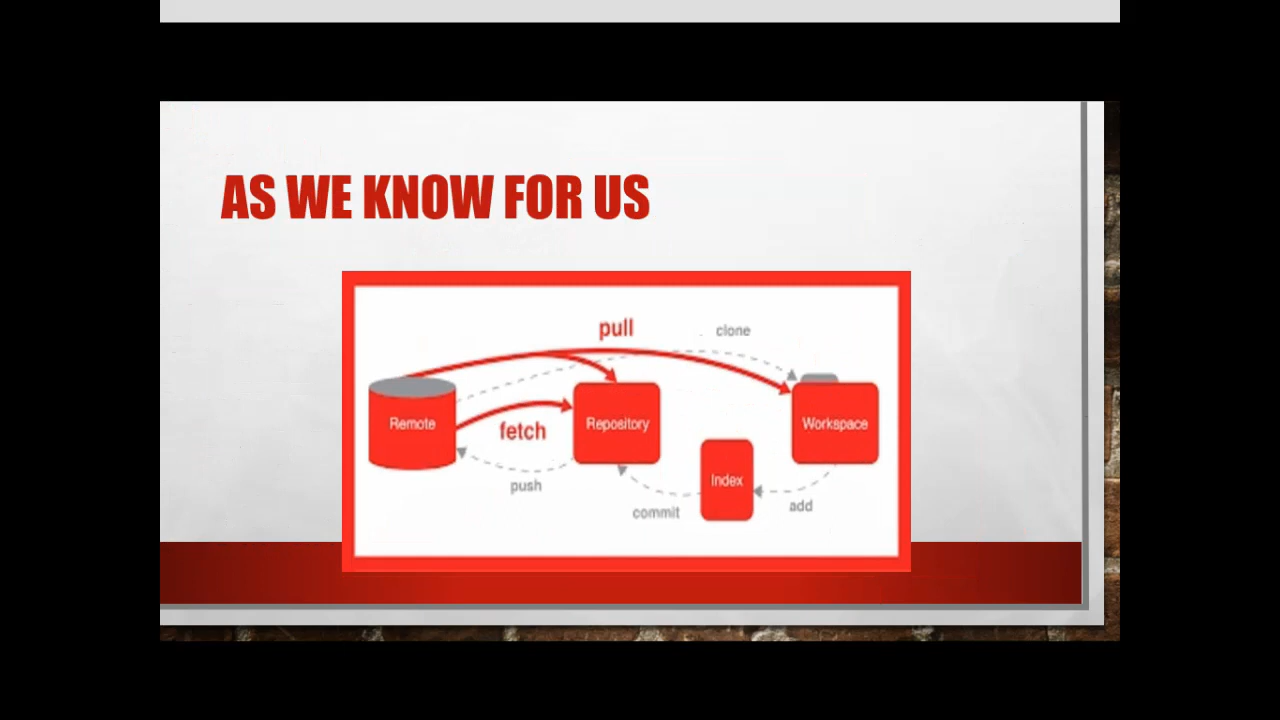 AS WE KNOW FOR US
pull
clone
Remote
fetch
Repository
Workspace
push
Index
commit
add